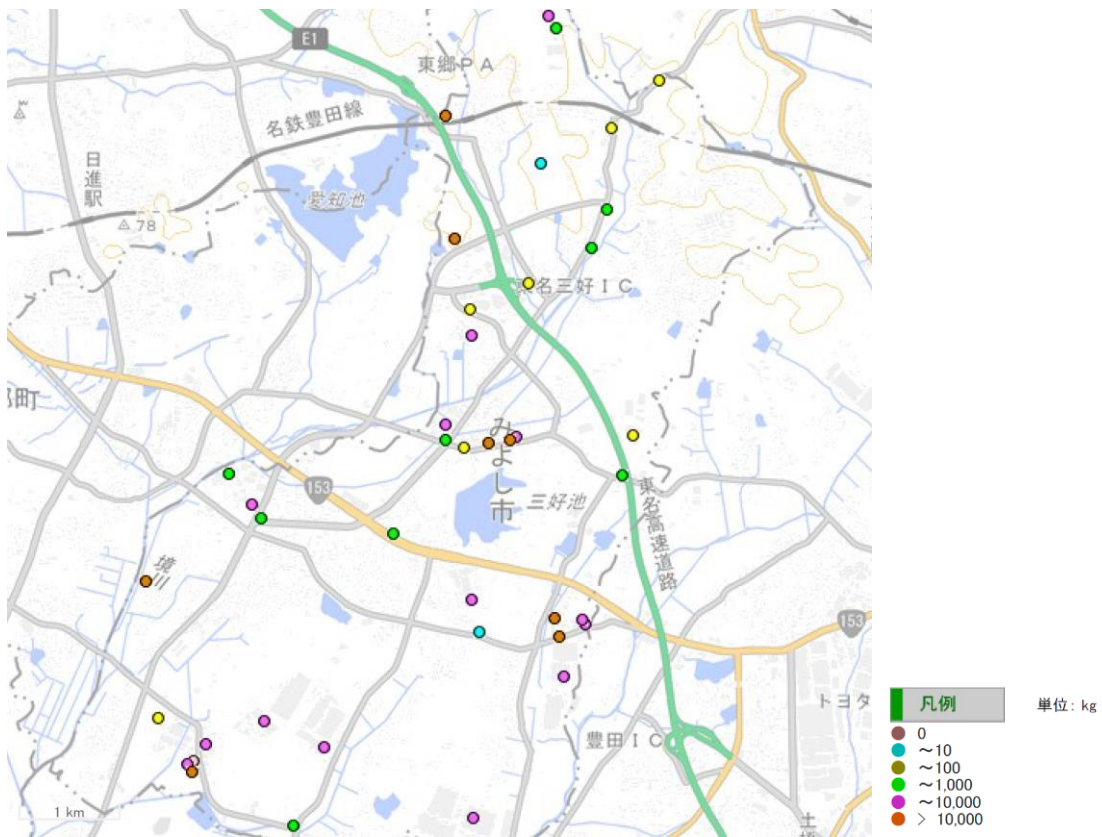 E1
東郷PA
名鉄豊田線
日進駅
愛知池
78
東名三好IC
郷町
みよし市
153
三好池
東名高速道路
境川
153
トヨタ
豊田IC
1 km
凡例
単位: kg
0
~10
~100
~1,000
~10,000
> 10,000